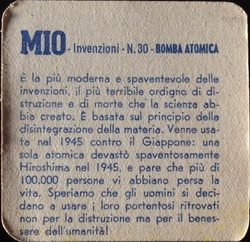 MIO - Invenzioni - N. 30 - BOMBA ATOMICA
È la più moderna e spaventevole delle
invenzioni, il più terribile ordigno di di-
struzione e di morte che la scienza ab-
bia creato. È basata sul principio della
disintegrazione della materia. Venne usa-
ta nel 1945 contro il Giappone: una
sola atomica devastò spaventosamente
Hiroshima nel 1945, e pare che più di
100.000 persone vi abbiano persa la
vita. Speriamo che gli uomini si deci-
dano a usare i loro portentosi ritrovati
non per la distruzione ma per il benes-
sere dell'umanità!